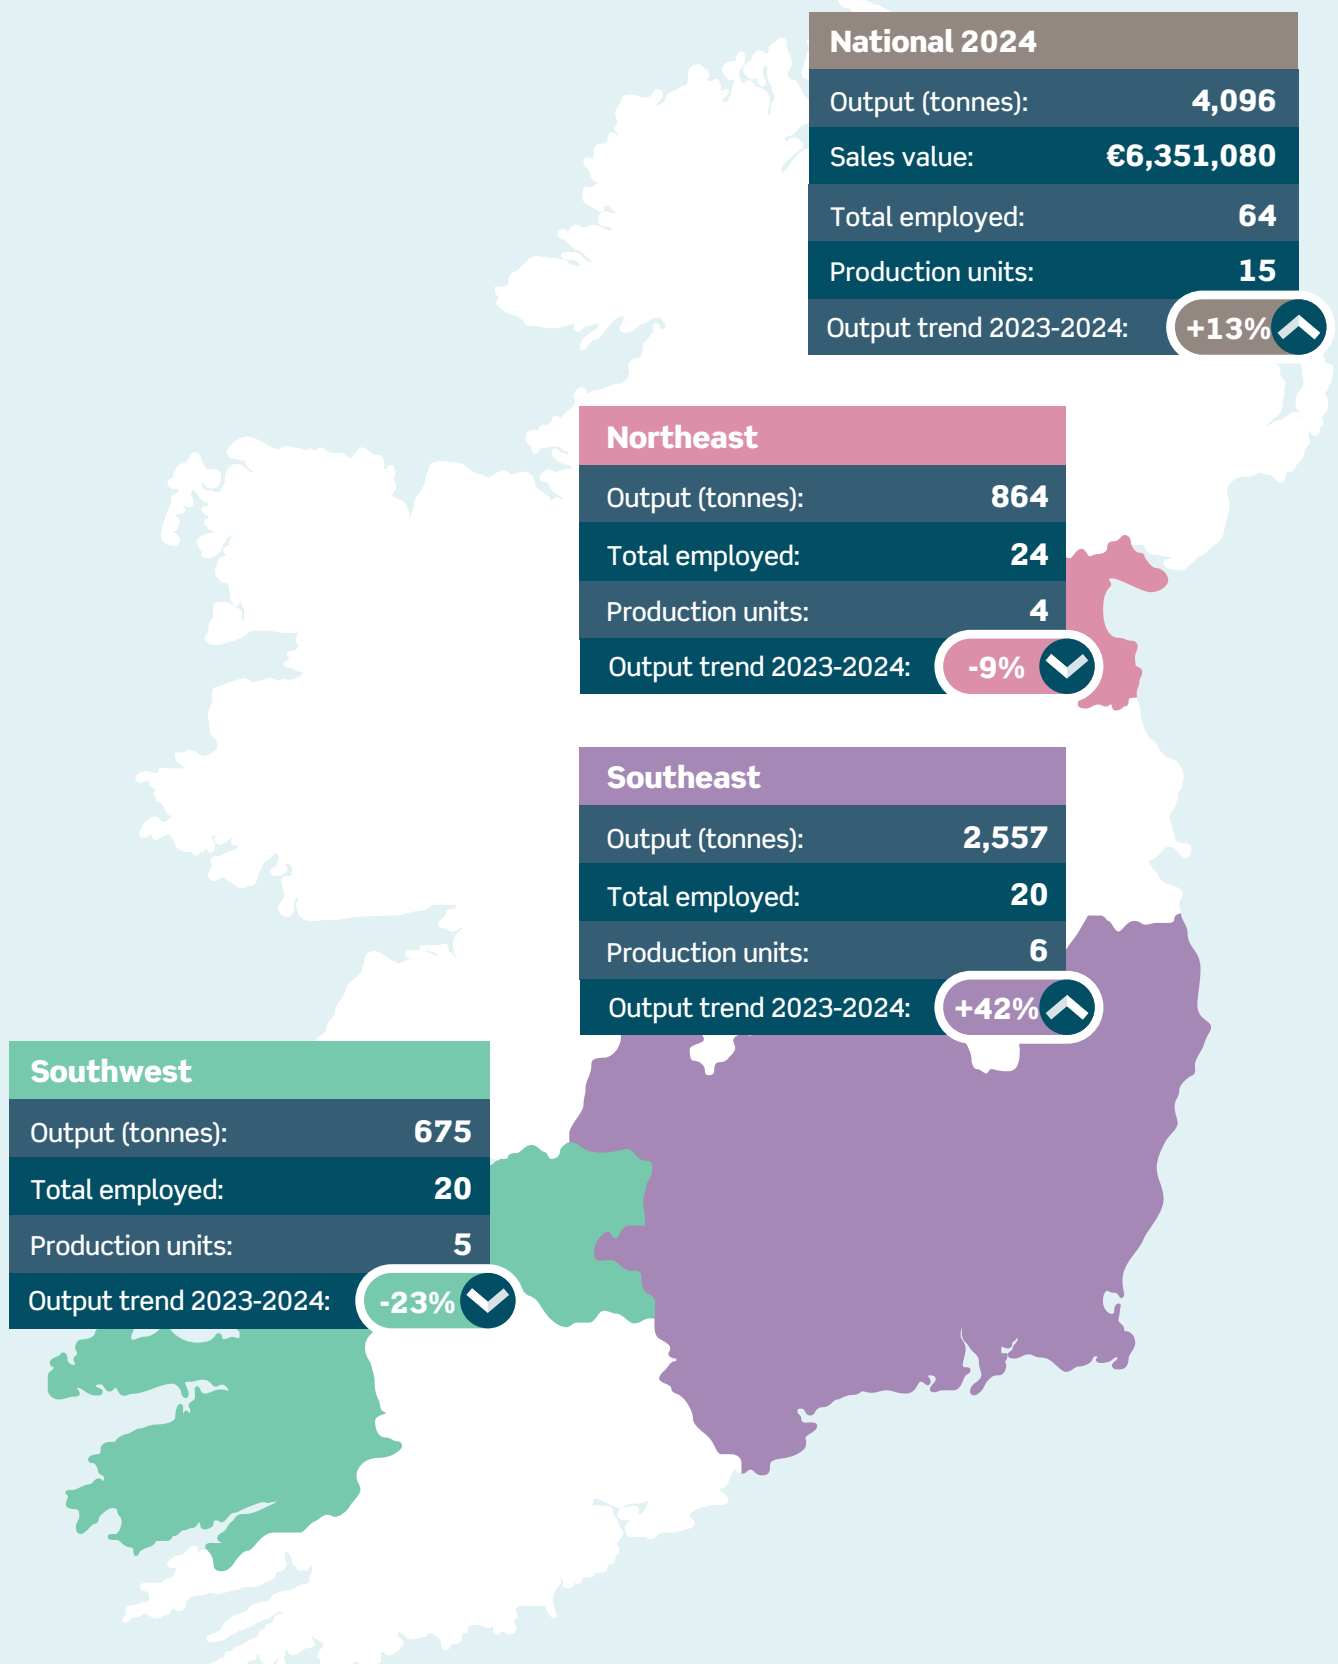 National 2024
Output (tonnes): 4,096
Sales value: €6,351,080
Total employed: 64
Production units: 15
Output trend 2023-2024: +13%
Northeast
Output (tonnes): 864
Total employed: 24
Production units: 4
Output trend 2023-2024: -9%
Southeast
Output (tonnes): 2,557
Total employed: 20
Production units: 6
Output trend 2023-2024: +42%
Southwest
Output (tonnes): 675
Total employed: 20
Production units: 5
Output trend 2023-2024: -23%